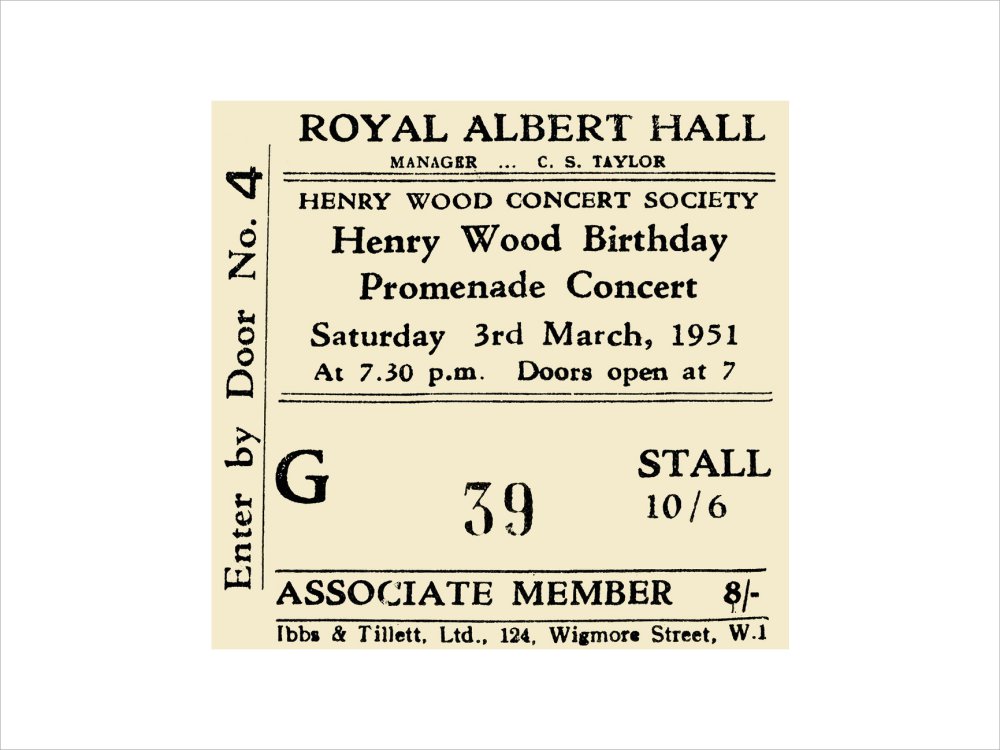 ROYAL ALBERT HALL
MANAGER ... C. S. TAYLOR
HENRY WOOD CONCERT SOCIETY
Henry Wood Birthday
Promenade Concert
Saturday 3rd March, 1951
At 7.30 p.m. Doors open at 7
Enter by Door No. 4
G
39
STALL
10/6
ASSOCIATE MEMBER 8/-
Ibbs & Tillett, Ltd., 124, Wigmore Street, W.1